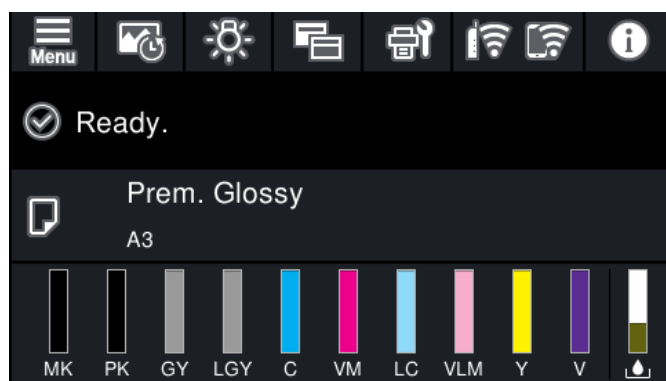 Menu
Ready.
Prem. Glossy
A3
MK PK GY LGY C VM LC VLM Y V